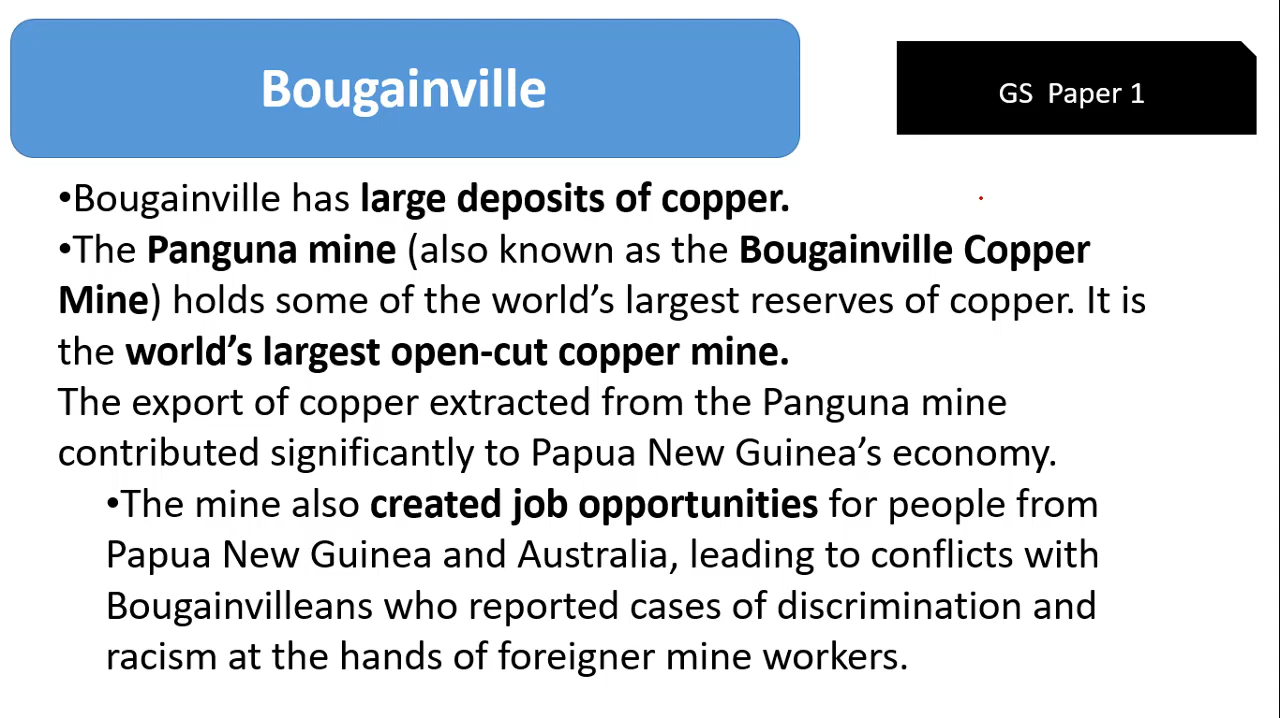 Bougainville
GS Paper 1
•Bougainville has large deposits of copper.
•The Panguna mine (also known as the Bougainville Copper
Mine) holds some of the world’s largest reserves of copper. It is
the world’s largest open-cut copper mine.
The export of copper extracted from the Panguna mine
contributed significantly to Papua New Guinea’s economy.
•The mine also created job opportunities for people from
Papua New Guinea and Australia, leading to conflicts with
Bougainvilleans who reported cases of discrimination and
racism at the hands of foreigner mine workers.